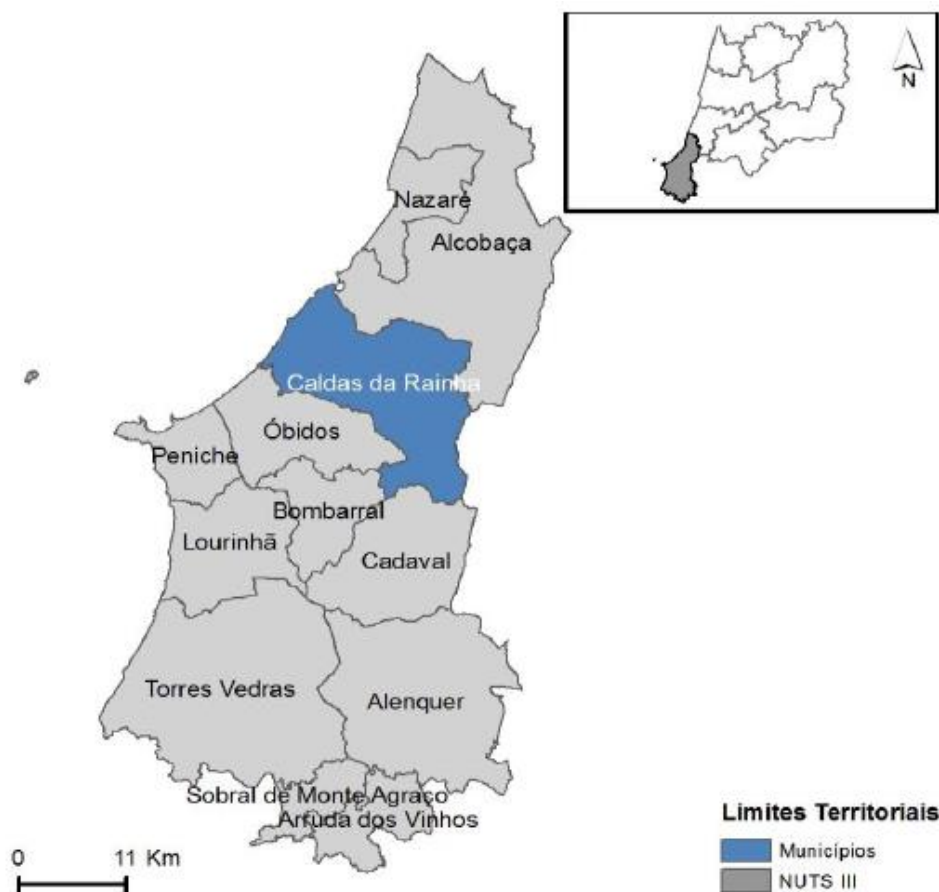 N
Nazaré
Alcobaça
Caldas da Rainha
Óbidos
Peniche
Bombarral
Lourinhã
Cadaval
Torres Vedras
Alenquer
Sobral de Monte Agraço
Arruda dos Vinhos
0 11 Km
Limites Territoriais
Municípios
NUTS III